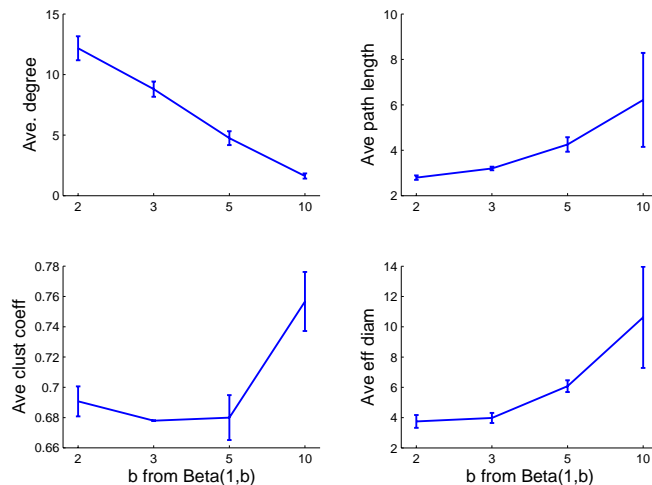 15
10
5
0
Ave. degree
2 3 5 10
10
8
6
4
2
Ave path length
2 3 5 10
0.78
0.76
0.74
0.72
0.7
0.68
0.66
Ave clust coeff
2 3 5 10
b from Beta(1,b)
14
12
10
8
6
4
2
Ave eff diam
2 3 5 10
b from Beta(1,b)